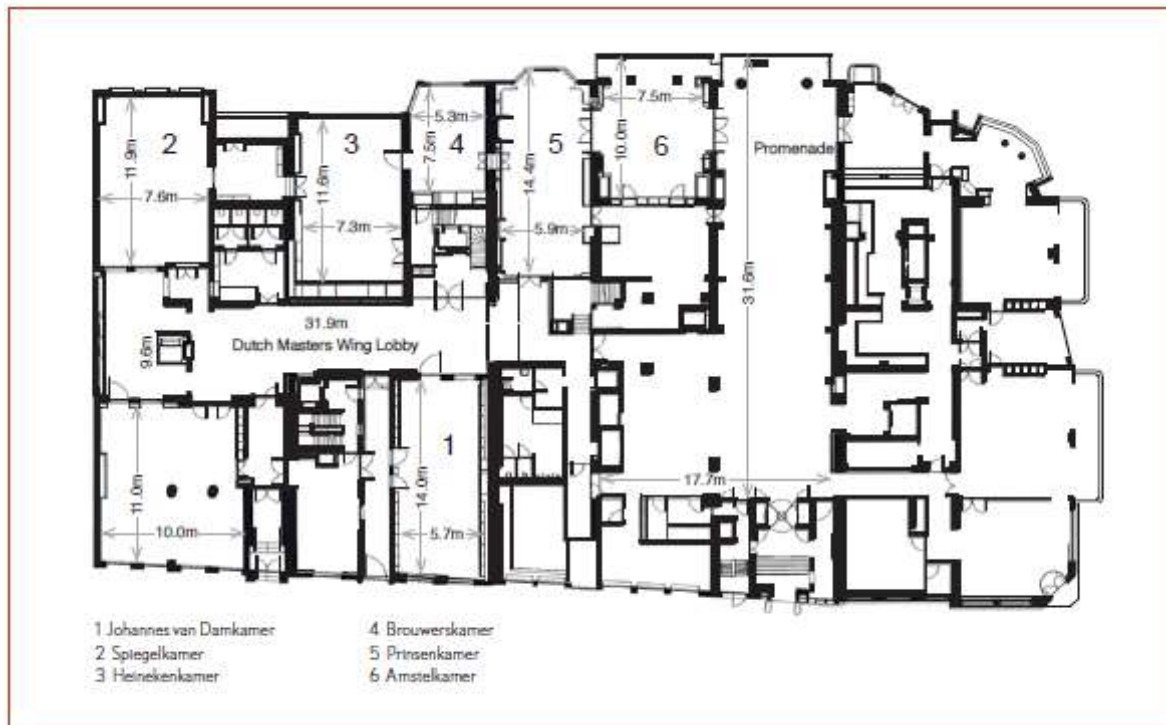 2
11.9m
7.6m
3
11.6m
7.3m
4
5.3m
7.5m
5
14.4m
5.9m
6
7.5m
10.0m
Promenade
31.6m
31.9m
Dutch Masters Wing Lobby
9.6m
11.0m
10.0m
1
14.0m
5.7m
17.7m
1 Johannes van Damkamer
2 Spiegelkamer
3 Heinekenkamer
4 Brouwerskamer
5 Prinsenkamer
6 Amstelkamer